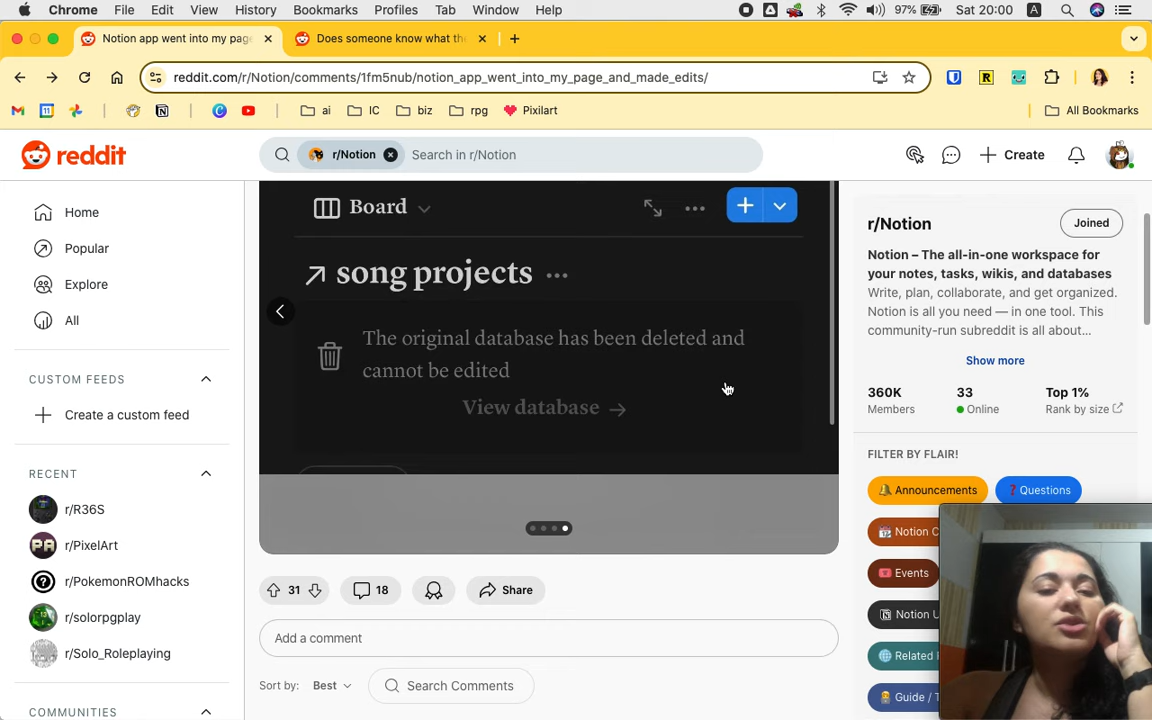 Chrome File Edit View History Bookmarks Profiles Tab Window Help 97% Sat 20:00 A
Notion app went into my page
Does someone know what th
reddit.com/r/Notion/comments/1fm5nub/notion_app_went_into_my_page_and_made_edits/
ai IC biz rpg Pixilart All Bookmarks
reddit r/Notion Search in r/Notion Create
Home
Popular
Explore
All
CUSTOM FEEDS
Create a custom feed
RECENT
r/R36S
r/PixelArt
r/PokemonROMhacks
r/solorpgplay
r/Solo_Roleplaying
COMMUNITIES
Board
song projects
The original database has been deleted and
cannot be edited
View database →
31 18 Share
Add a comment
Sort by: Best Search Comments
r/Notion Joined
Notion – The all-in-one workspace for
your notes, tasks, wikis, and databases
Write, plan, collaborate, and get organized.
Notion is all you need — in one tool. This
community-run subreddit is all about...
Show more
360K 33 Top 1%
Members Online Rank by size
FILTER BY FLAIR!
Announcements Questions
Notion
Events
Notion
Related
Guide /